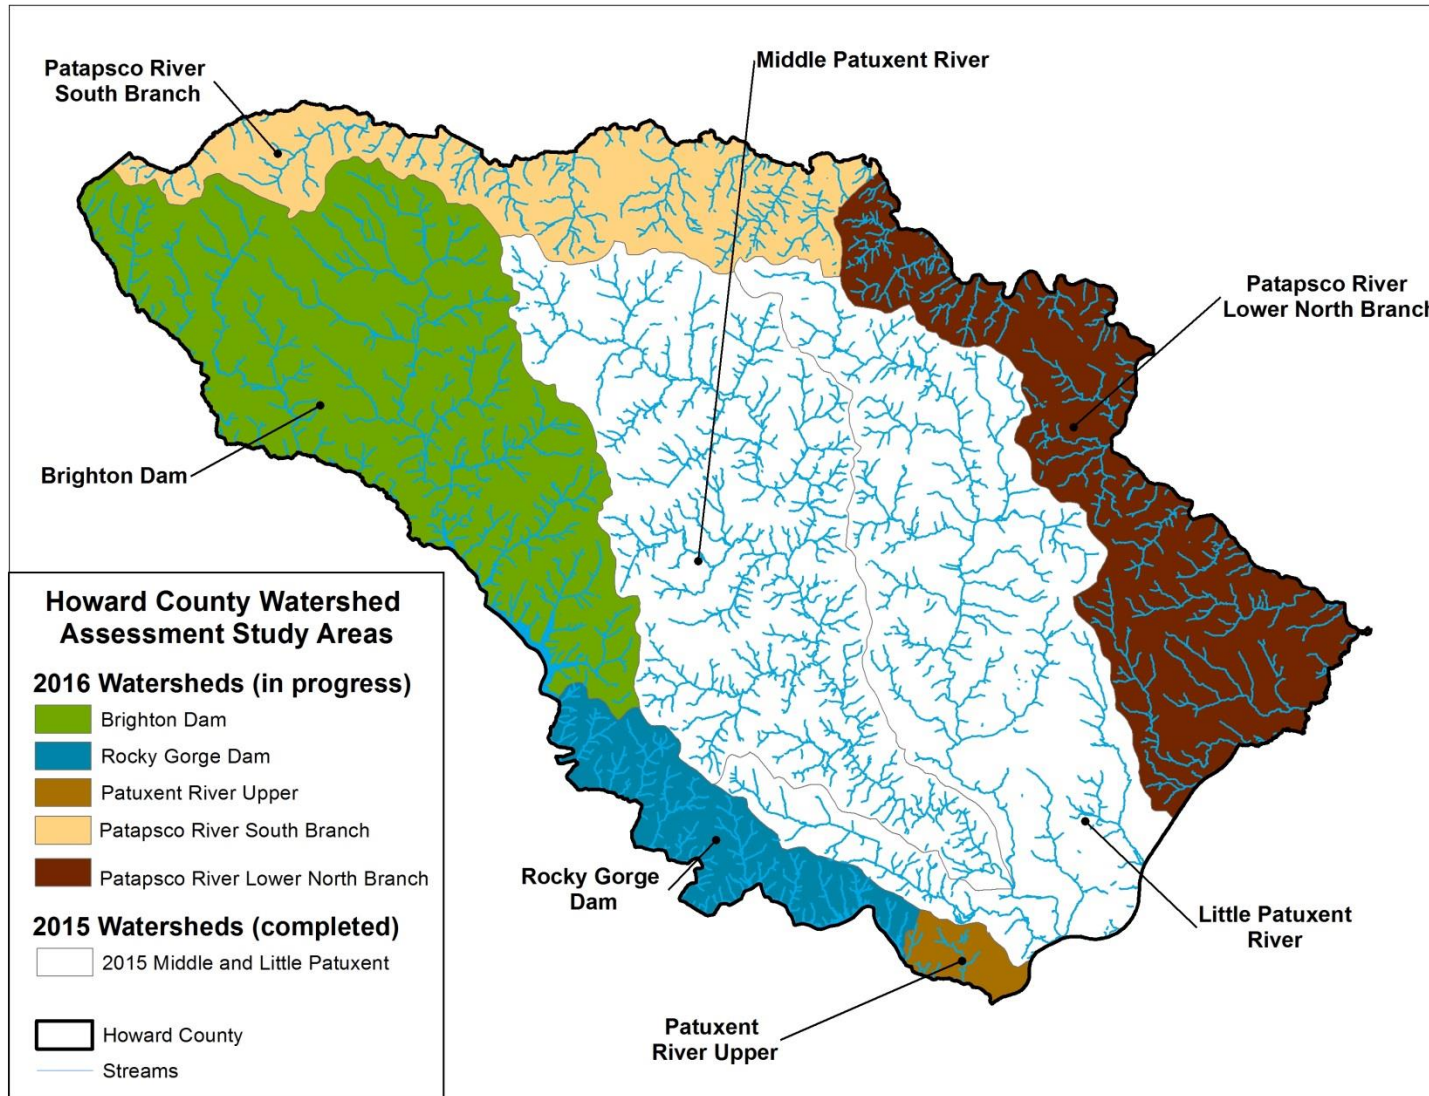 Patapsco River
South Branch
Middle Patuxent River
Patapsco River
Lower North Branch
Brighton Dam
Rocky Gorge
Dam
Little Patuxent
River
Patuxent
River Upper
Howard County Watershed
Assessment Study Areas
2016 Watersheds (in progress)
Brighton Dam
Rocky Gorge Dam
Patuxent River Upper
Patapsco River South Branch
Patapsco River Lower North Branch
2015 Watersheds (completed)
2015 Middle and Little Patuxent
Howard County
Streams